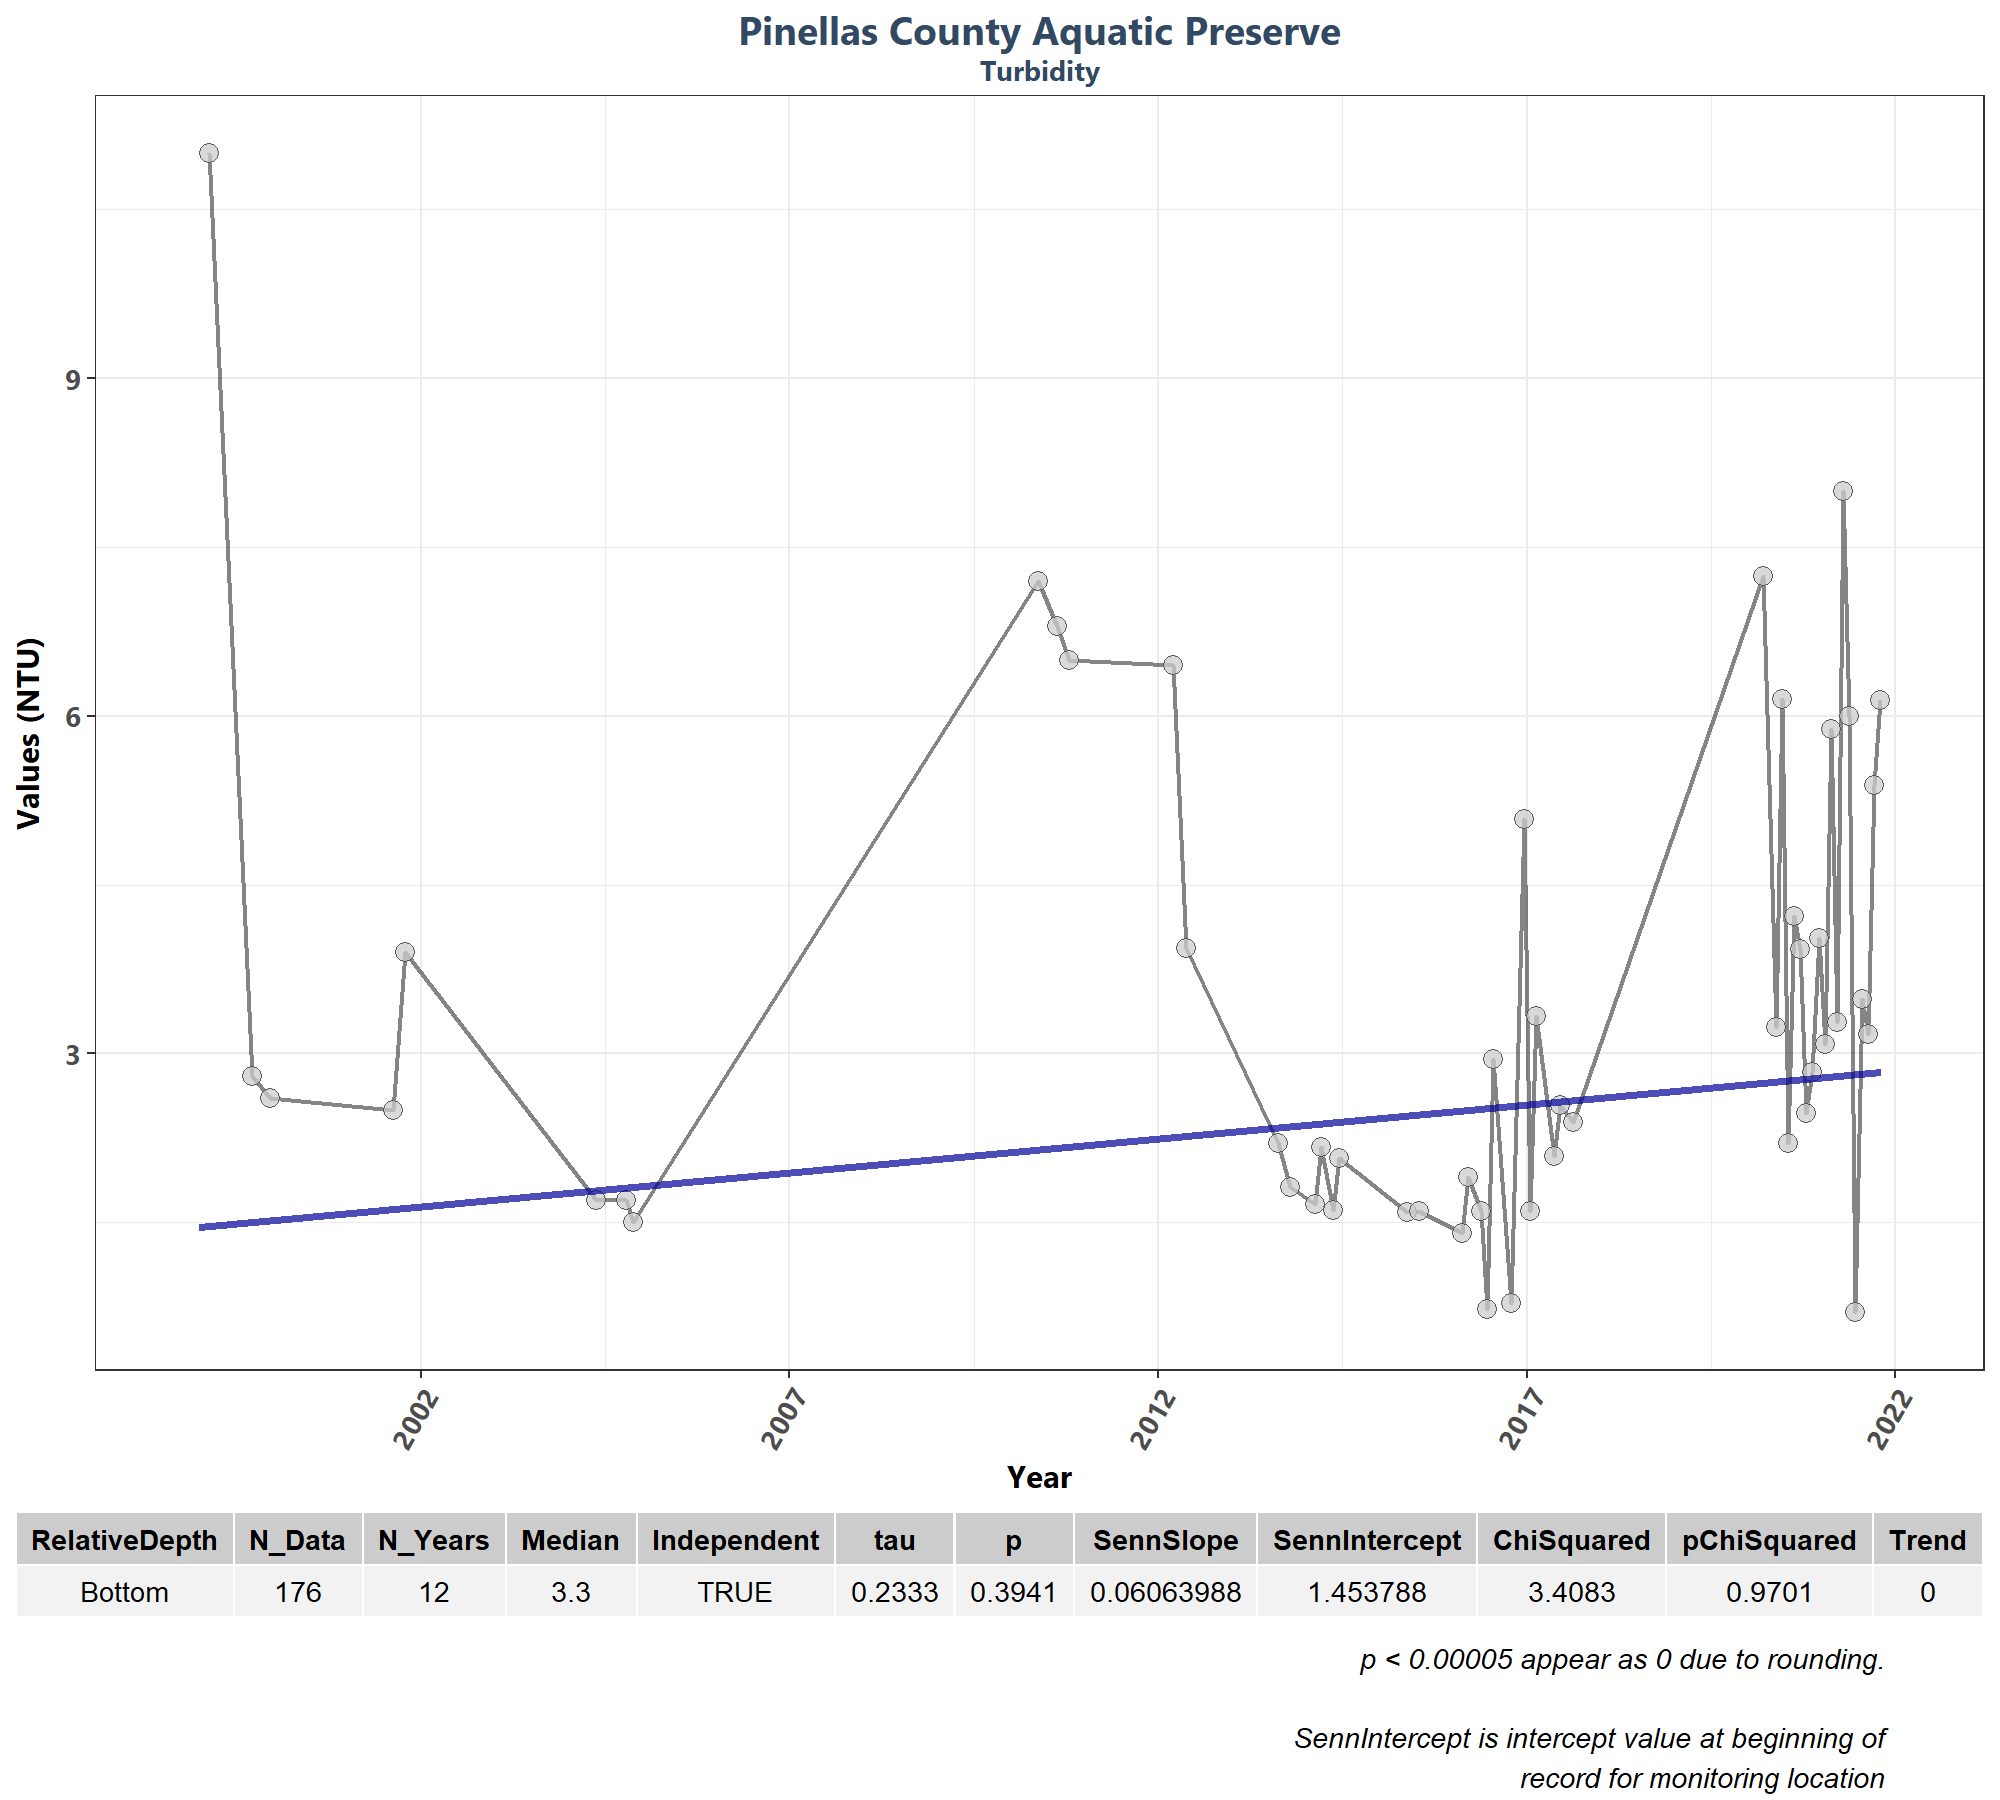 Pinellas County Aquatic Preserve
Turbidity
Values (NTU)
9
6
3
2002 2007 2012 2017 2022
Year
RelativeDepth N_Data N_Years Median Independent tau p SennSlope SennIntercept ChiSquared pChiSquared Trend
Bottom 176 12 3.3 TRUE 0.2333 0.3941 0.06063988 1.453788 3.4083 0.9701 0
p < 0.00005 appear as 0 due to rounding.
SennIntercept is intercept value at beginning of
record for monitoring location